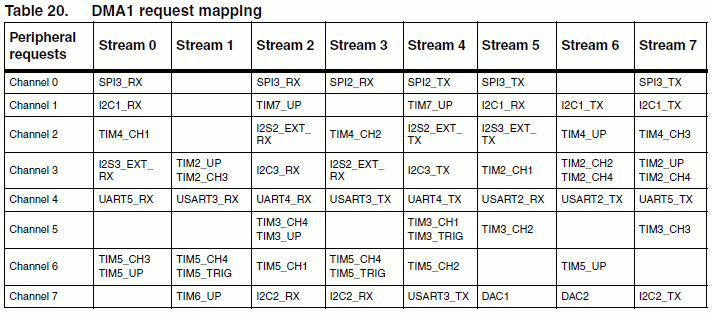 Table 20. DMA1 request mapping
Peripheral requests Stream 0 Stream 1 Stream 2 Stream 3 Stream 4 Stream 5 Stream 6 Stream 7
Channel 0 SPI3_RX SPI3_RX SPI2_RX SPI2_TX SPI3_TX SPI3_TX
Channel 1 I2C1_RX TIM7_UP TIM7_UP I2C1_RX I2C1_TX I2C1_TX
Channel 2 TIM4_CH1 I2S2_EXT_RX TIM4_CH2 I2S2_EXT_TX I2S3_EXT_TX TIM4_UP TIM4_CH3
Channel 3 I2S3_EXT_RX TIM2_UP TIM2_CH3 I2C3_RX I2S2_EXT_RX I2C3_TX TIM2_CH1 TIM2_CH2 TIM2_CH4 TIM2_UP TIM2_CH4
Channel 4 UART5_RX USART3_RX UART4_RX USART3_TX UART4_TX USART2_RX USART2_TX UART5_TX
Channel 5 TIM3_CH4 TIM3_UP TIM3_CH1 TIM3_TRIG TIM3_CH2 TIM3_CH3
Channel 6 TIM5_CH3 TIM5_UP TIM5_CH4 TIM5_TRIG TIM5_CH1 TIM5_CH4 TIM5_TRIG TIM5_CH2 TIM5_UP
Channel 7 TIM6_UP I2C2_RX I2C2_RX USART3_TX DAC1 DAC2 I2C2_TX